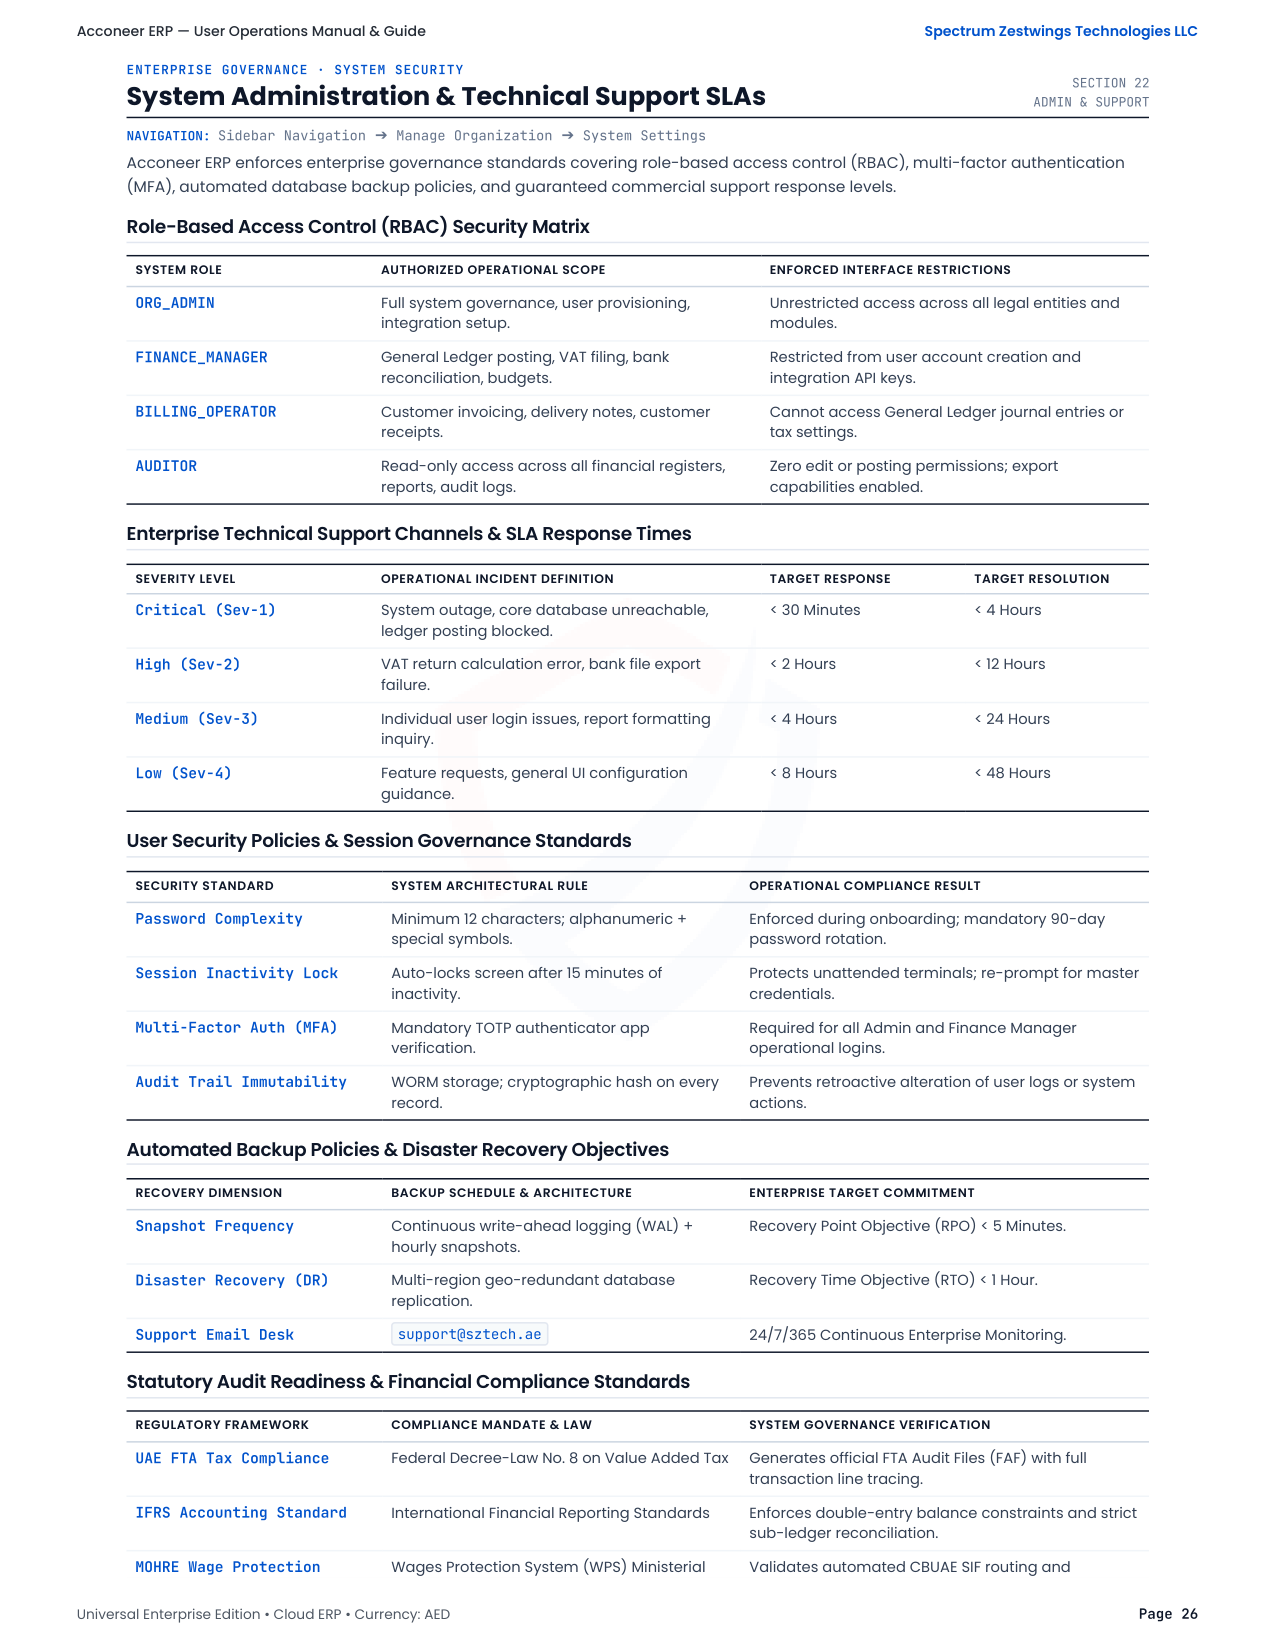 Acconeer ERP — User Operations Manual & Guide
Spectrum Zestwings Technologies LLC
ENTERPRISE GOVERNANCE · SYSTEM SECURITY
System Administration & Technical Support SLAs
SECTION 22
ADMIN & SUPPORT
NAVIGATION: Sidebar Navigation → Manage Organization → System Settings
Acconeer ERP enforces enterprise governance standards covering role-based access control (RBAC), multi-factor authentication
(MFA), automated database backup policies, and guaranteed commercial support response levels.
Role-Based Access Control (RBAC) Security Matrix
SYSTEM ROLE AUTHORIZED OPERATIONAL SCOPE ENFORCED INTERFACE RESTRICTIONS
ORG_ADMIN Full system governance, user provisioning, Unrestricted access across all legal entities and
integration setup. modules.
FINANCE_MANAGER General Ledger posting, VAT filing, bank Restricted from user account creation and
reconciliation, budgets. integration API keys.
BILLING_OPERATOR Customer invoicing, delivery notes, customer Cannot access General Ledger journal entries or
receipts. tax settings.
AUDITOR Read-only access across all financial registers, Zero edit or posting permissions; export
reports, audit logs. capabilities enabled.
Enterprise Technical Support Channels & SLA Response Times
SEVERITY LEVEL OPERATIONAL INCIDENT DEFINITION TARGET RESPONSE TARGET RESOLUTION
Critical (Sev-1) System outage, core database unreachable, < 30 Minutes < 4 Hours
ledger posting blocked.
High (Sev-2) VAT return calculation error, bank file export < 2 Hours < 12 Hours
failure.
Medium (Sev-3) Individual user login issues, report formatting < 4 Hours < 24 Hours
inquiry.
Low (Sev-4) Feature requests, general UI configuration < 8 Hours < 48 Hours
guidance.
User Security Policies & Session Governance Standards
SECURITY STANDARD SYSTEM ARCHITECTURAL RULE OPERATIONAL COMPLIANCE RESULT
Password Complexity Minimum 12 characters; alphanumeric + Enforced during onboarding; mandatory 90-day
special symbols. password rotation.
Session Inactivity Lock Auto-locks screen after 15 minutes of Protects unattended terminals; re-prompt for master
inactivity. credentials.
Multi-Factor Auth (MFA) Mandatory TOTP authenticator app Required for all Admin and Finance Manager
verification. operational logins.
Audit Trail Immutability WORM storage; cryptographic hash on every Prevents retroactive alteration of user logs or system
record. actions.
Automated Backup Policies & Disaster Recovery Objectives
RECOVERY DIMENSION BACKUP SCHEDULE & ARCHITECTURE ENTERPRISE TARGET COMMITMENT
Snapshot Frequency Continuous write-ahead logging (WAL) + Recovery Point Objective (RPO) < 5 Minutes.
hourly snapshots.
Disaster Recovery (DR) Multi-region geo-redundant database Recovery Time Objective (RTO) < 1 Hour.
replication.
Support Email Desk support@sztech.ae 24/7/365 Continuous Enterprise Monitoring.
Statutory Audit Readiness & Financial Compliance Standards
REGULATORY FRAMEWORK COMPLIANCE MANDATE & LAW SYSTEM GOVERNANCE VERIFICATION
UAE FTA Tax Compliance Federal Decree-Law No. 8 on Value Added Tax Generates official FTA Audit Files (FAF) with full
transaction line tracing.
IFRS Accounting Standard International Financial Reporting Standards Enforces double-entry balance constraints and strict
sub-ledger reconciliation.
MOHRE Wage Protection Wages Protection System (WPS) Ministerial Validates automated CBUAE SIF routing and
Universal Enterprise Edition • Cloud ERP • Currency: AED
Page 26